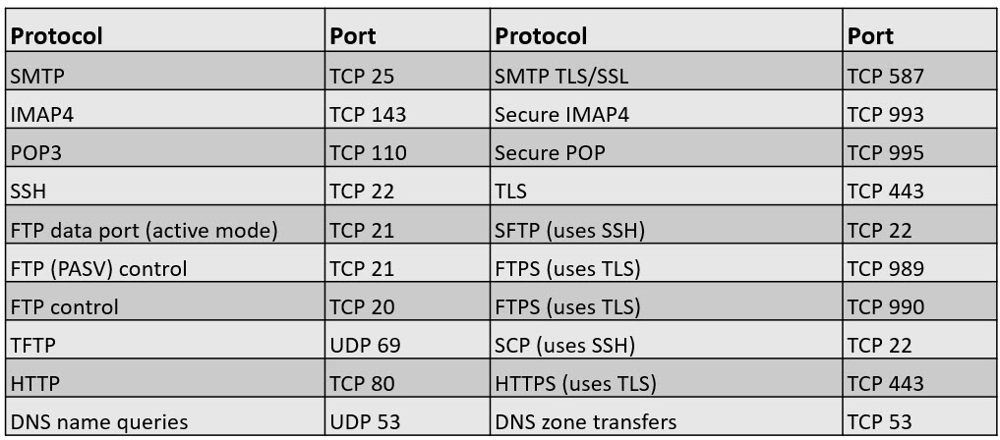 Protocol Port Protocol Port
SMTP TCP 25 SMTP TLS/SSL TCP 587
IMAP4 TCP 143 Secure IMAP4 TCP 993
POP3 TCP 110 Secure POP TCP 995
SSH TCP 22 TLS TCP 443
FTP data port (active mode) TCP 21 SFTP (uses SSH) TCP 22
FTP (PASV) control TCP 21 FTPS (uses TLS) TCP 989
FTP control TCP 20 FTPS (uses TLS) TCP 990
TFTP UDP 69 SCP (uses SSH) TCP 22
HTTP TCP 80 HTTPS (uses TLS) TCP 443
DNS name queries UDP 53 DNS zone transfers TCP 53